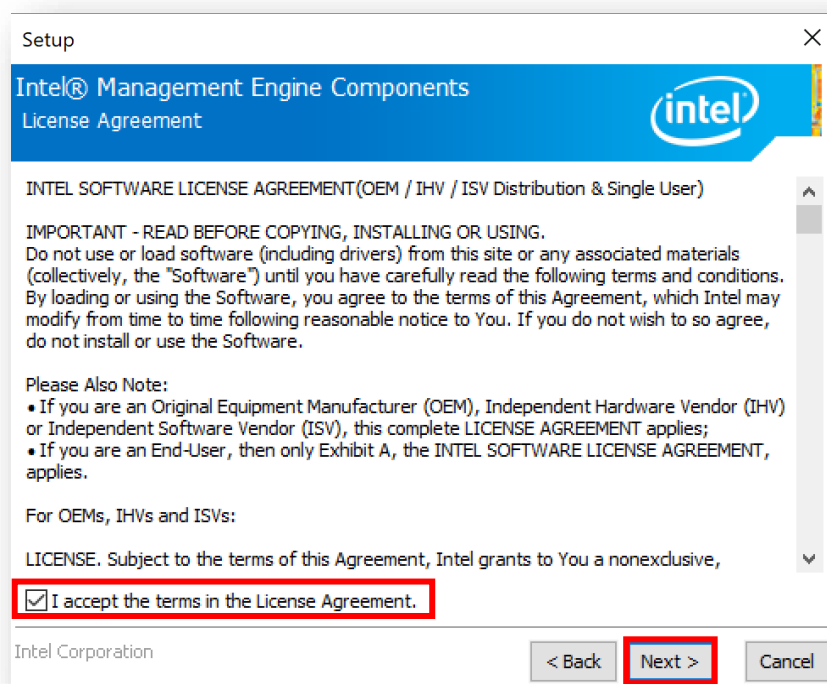 Setup
Intel® Management Engine Components
License Agreement
intel
INTEL SOFTWARE LICENSE AGREEMENT(OEM / IHV / ISV Distribution & Single User)
IMPORTANT - READ BEFORE COPYING, INSTALLING OR USING.
Do not use or load software (including drivers) from this site or any associated materials
(collectively, the "Software") until you have carefully read the following terms and conditions.
By loading or using the Software, you agree to the terms of this Agreement, which Intel may
modify from time to time following reasonable notice to You. If you do not wish to so agree,
do not install or use the Software.
Please Also Note:
• If you are an Original Equipment Manufacturer (OEM), Independent Hardware Vendor (IHV)
or Independent Software Vendor (ISV), this complete LICENSE AGREEMENT applies;
• If you are an End-User, then only Exhibit A, the INTEL SOFTWARE LICENSE AGREEMENT,
applies.
For OEMs, IHVs and ISVs:
LICENSE. Subject to the terms of this Agreement, Intel grants to You a nonexclusive,
I accept the terms in the License Agreement.
Intel Corporation
< Back Next > Cancel